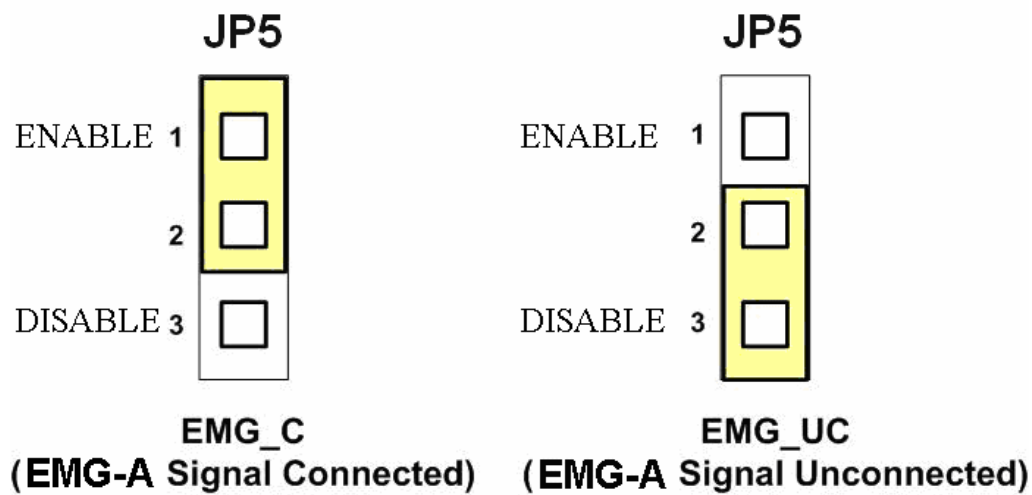 JP5
ENABLE 1
2
DISABLE 3
EMG_C
(EMG-A Signal Connected)
JP5
ENABLE 1
2
DISABLE 3
EMG_UC
(EMG-A Signal Unconnected)